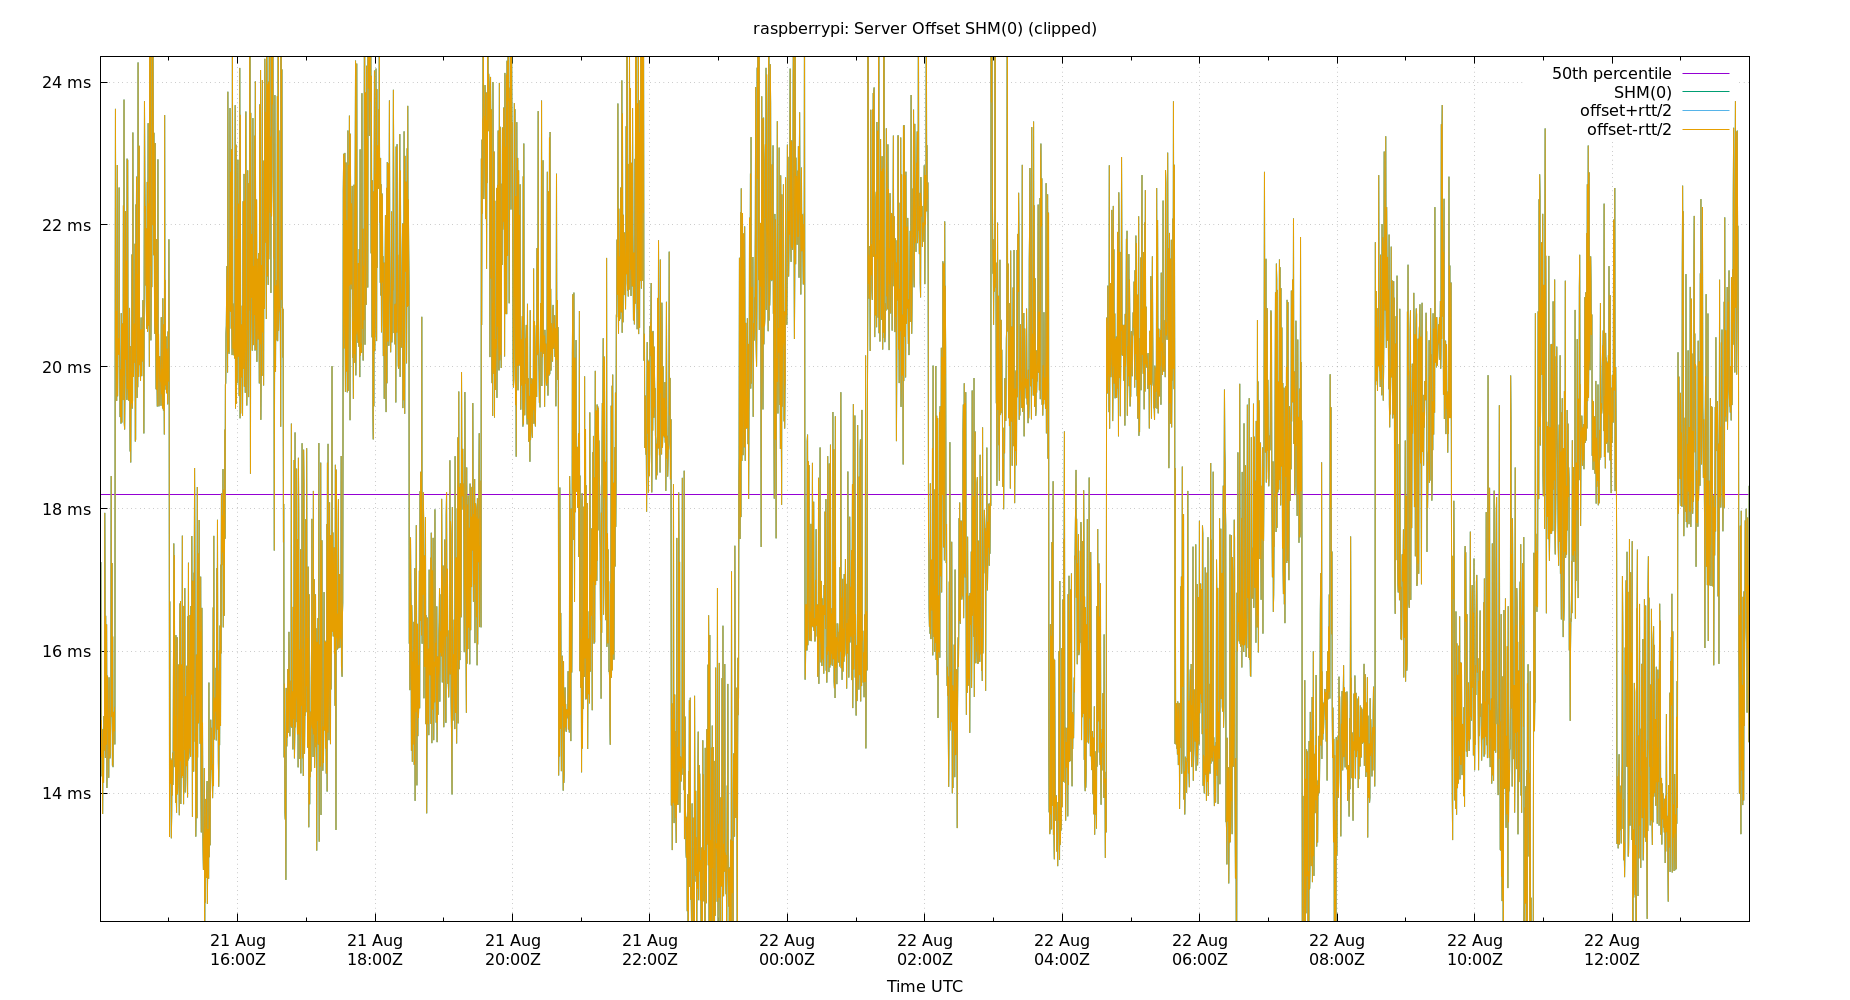 raspberrypi: Server Offset SHM(0) (clipped)
50th percentile
SHM(0)
offset+rtt/2
offset-rtt/2
24 ms
22 ms
20 ms
18 ms
16 ms
14 ms
21 Aug 21 Aug 21 Aug 21 Aug 22 Aug 22 Aug 22 Aug 22 Aug 22 Aug 22 Aug 22 Aug
16:00Z 18:00Z 20:00Z 22:00Z 00:00Z 02:00Z 04:00Z 06:00Z 08:00Z 10:00Z 12:00Z
Time UTC